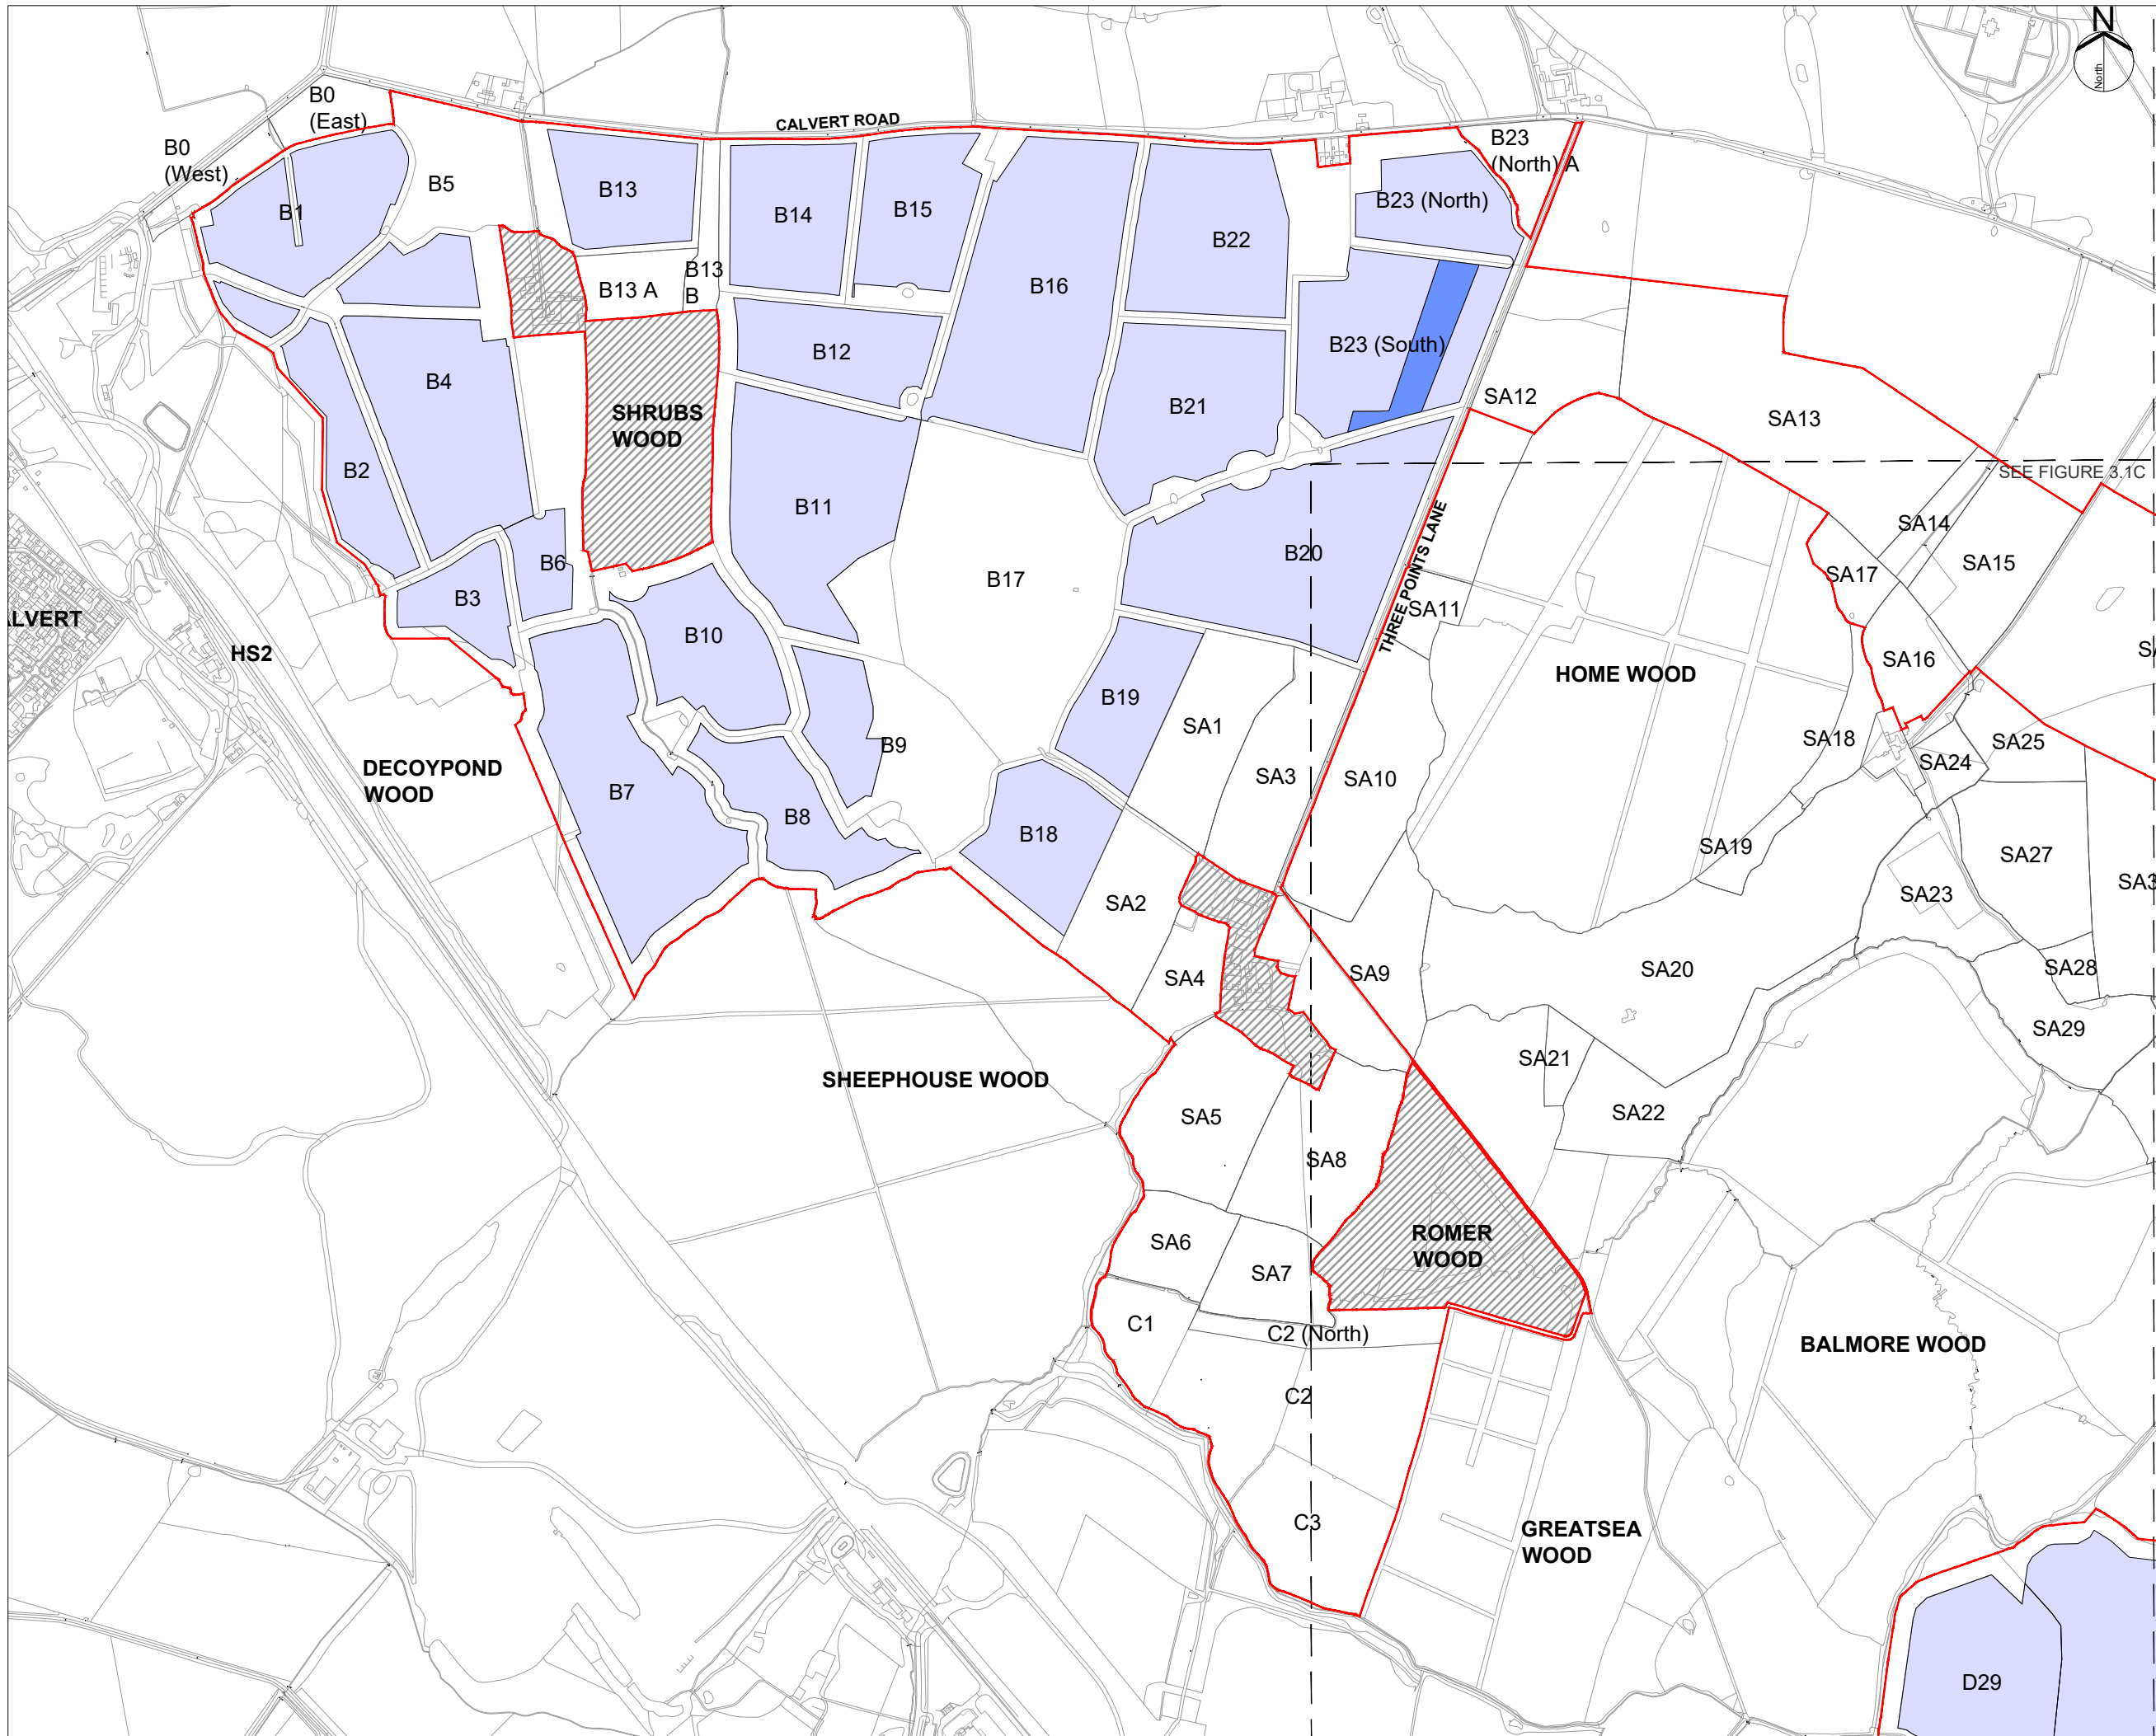 N
North
B0
(East)
CALVERT ROAD
B0
(West)
B23
(North) A
B5
B13
B14
B15
B23 (North)
B1
B22
B13
B
B13 A
B16
B12
B23 (South)
B4
SA12
SHRUBS
WOOD
B21
SA13
B2
SEE FIGURE 3.1C
B11
SA14
THREE POINTS LANE
B6
B20
SA15
B17
SA17
B3
SA11
ALVERT
B10
HS2
SA16
HOME WOOD
B19
SA1
SA18
SA25
B9
DECOYPOND
WOOD
SA3
SA10
SA24
B7
B8
B18
SA19
SA27
SA3
SA2
SA23
SA4
SA9
SA20
SA28
SA29
SA21
SHEEPHOUSE WOOD
SA5
SA22
SA8
ROMER
WOOD
SA6
SA7
C1
C2 (North)
BALMORE WOOD
C2
C3
GREATSEA
WOOD
D29